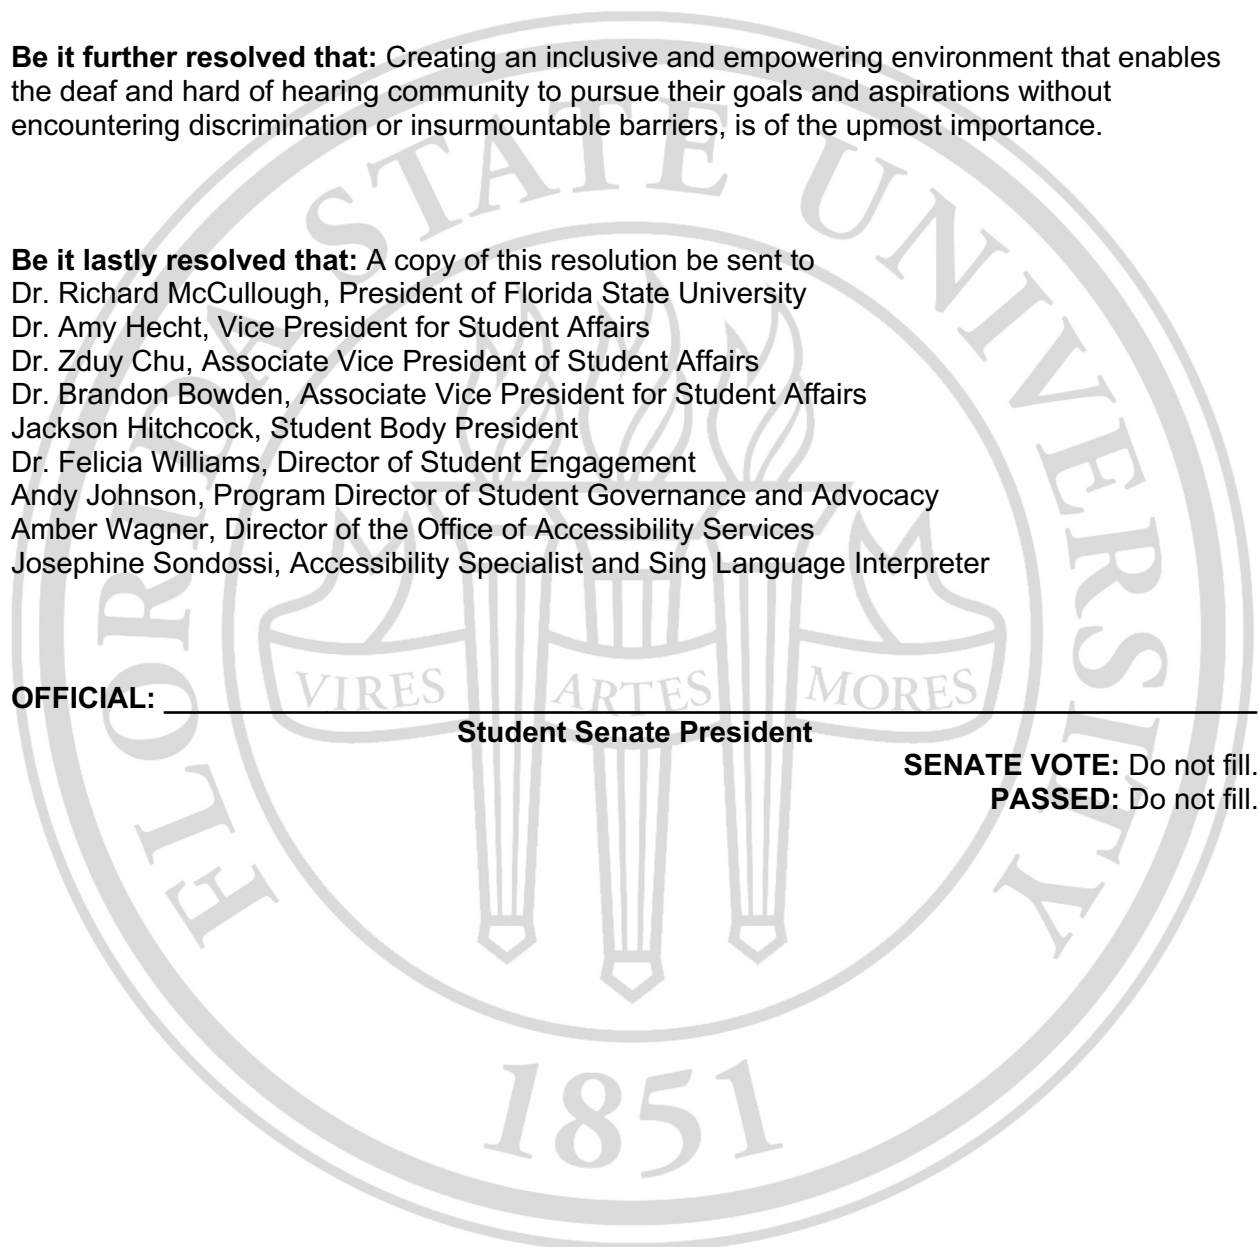 Be it further resolved that: Creating an inclusive and empowering environment that enables
the deaf and hard of hearing community to pursue their goals and aspirations without
encountering discrimination or insurmountable barriers, is of the upmost importance.
Be it lastly resolved that: A copy of this resolution be sent to
Dr. Richard McCullough, President of Florida State University
Dr. Amy Hecht, Vice President for Student Affairs
Dr. Zduy Chu, Associate Vice President of Student Affairs
Dr. Brandon Bowden, Associate Vice President for Student Affairs
Jackson Hitchcock, Student Body President
Dr. Felicia Williams, Director of Student Engagement
Andy Johnson, Program Director of Student Governance and Advocacy
Amber Wagner, Director of the Office of Accessibility Services
Josephine Sondossi, Accessibility Specialist and Sing Language Interpreter
OFFICIAL:
Student Senate President
SENATE VOTE: Do not fill.
PASSED: Do not fill.
FLORIDA STATE UNIVERSITY
VIRES ARTES MORES
1851